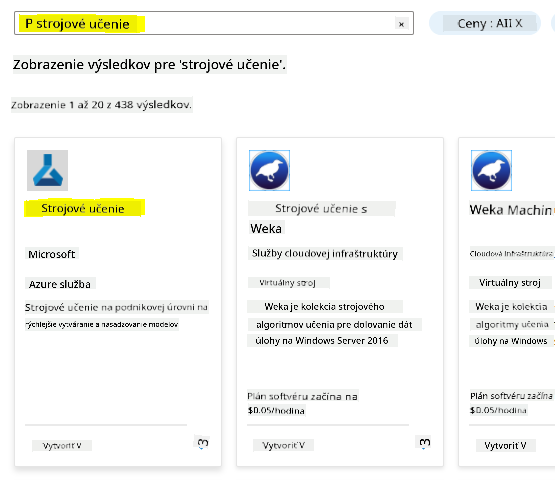 P strojové učenie
×
Ceny : AII X
Zobrazenie výsledkov pre 'strojové učenie'.
Zobrazenie 1 až 20 z 438 výsledkov.
Strojové učenie
Microsoft
Azure služba
Strojové učenie na podnikovej úrovni na
rýchlejšie vytváranie a nasadzovanie modelov
Vytvoriť V
3
Strojové učenie s
Weka
Služby cloudovej infraštruktúry
Virtuálny stroj
Weka je kolekcia strojového
algoritmov učenia pre dolovanie dát
úlohy na Windows Server 2016
Plán softvéru začína na
$0.05/hodina
Vytvoriť V
3
Weka Machin
Cloudová infraštruktúra
Virtuálny stroj
Weka je kolekcia
algoritmy učenia
úlohy na Windows
Plán softvéru začína
$0.05/hodina
Vytvoriť V